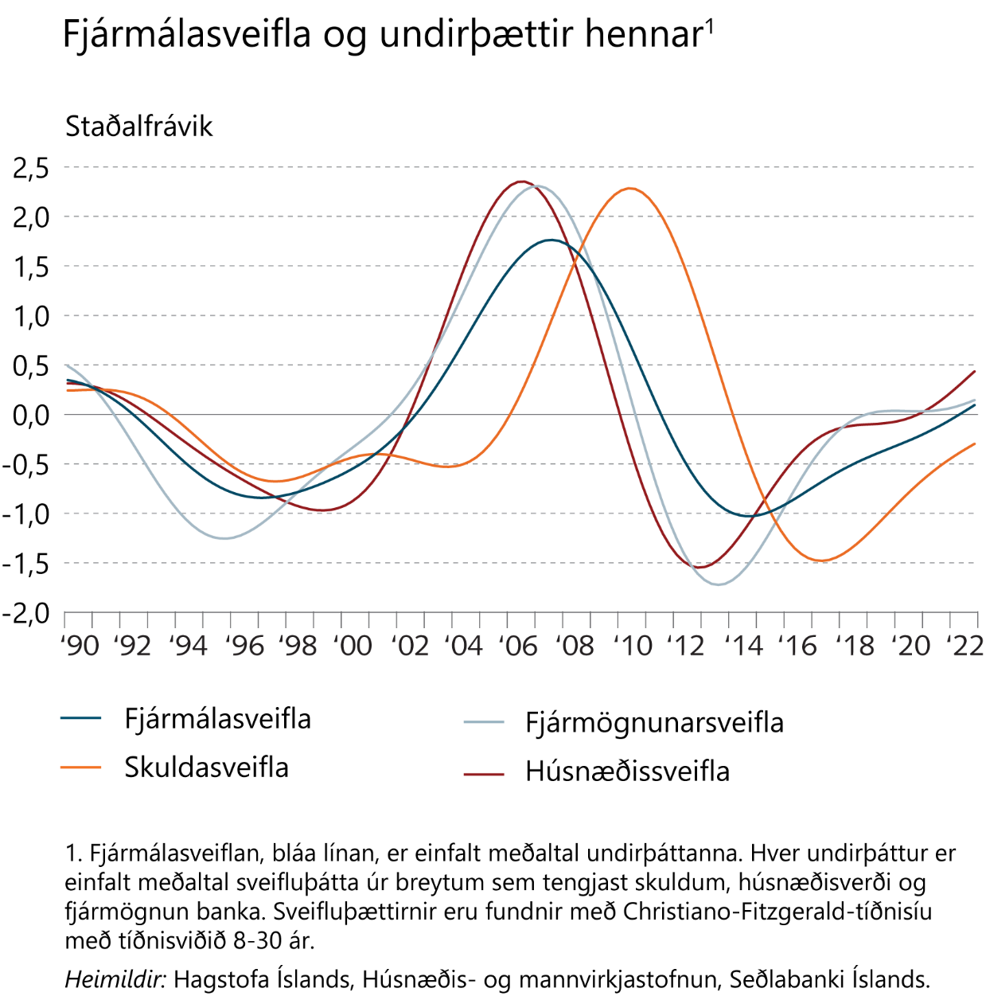 Fjármálasveifla og undirþættir hennar¹
Staðalfrávik
2,5
2,0
1,5
1,0
0,5
0,0
-0,5
-1,0
-1,5
-2,0
‘90 ‘92 ‘94 ‘96 ‘98 ‘00 ‘02 ‘04 ‘06 ‘08 ‘10 ‘12 ‘14 ‘16 ‘18 ‘20 ‘22
Fjármálasveifla Fjármögnunarsveifla
Skuldasveifla Húsnæðissveifla
1. Fjármálasveiflan, bláa línan, er einfalt meðaltal undirþáttanna. Hver undirþáttur er
einfalt meðaltal sveifluþátta úr breytum sem tengjast skuldum, húsnæðisverði og
fjármögnun banka. Sveifluþættirnir eru fundnir með Christiano-Fitzgerald-tíðnisíu
með tíðnisviðið 8-30 ár.
Heimildir: Hagstofa Íslands, Húsnæðis- og mannvirkjastofnun, Seðlabanki Íslands.